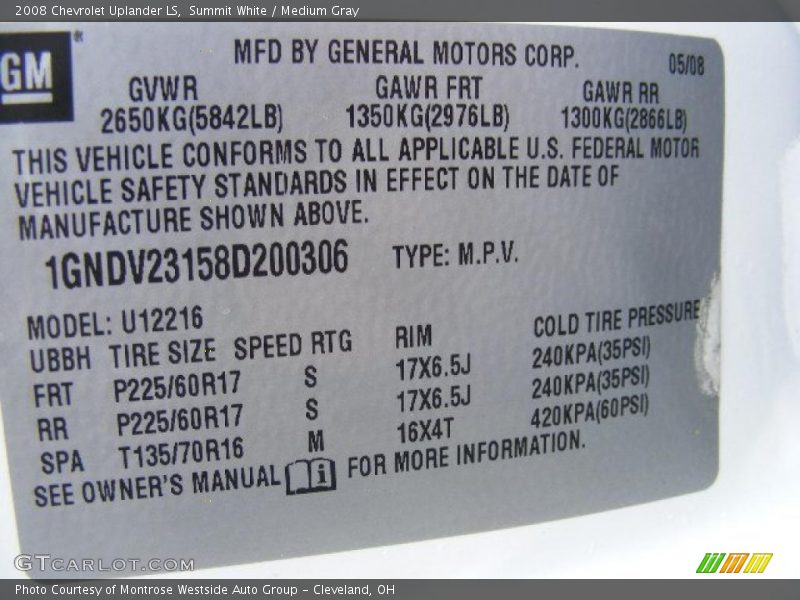 2008 Chevrolet Uplander LS, Summit White / Medium Gray
GM®
MFD BY GENERAL MOTORS CORP. 05/08
GVWR GAWR FRT GAWR RR
2650KG(5842LB) 1350KG(2976LB) 1300KG(2866LB)
THIS VEHICLE CONFORMS TO ALL APPLICABLE U.S. FEDERAL MOTOR
VEHICLE SAFETY STANDARDS IN EFFECT ON THE DATE OF
MANUFACTURE SHOWN ABOVE.
1GNDV23158D200306 TYPE: M.P.V.
MODEL: U12216
UBBH TIRE SIZE SPEED RTG RIM COLD TIRE PRESSURE
FRT P225/60R17 S 17X6.5J 240KPA(35PSI)
RR P225/60R17 S 17X6.5J 240KPA(35PSI)
SPA T135/70R16 M 16X4T 420KPA(60PSI)
SEE OWNER'S MANUAL FOR MORE INFORMATION.
GTCARLOT.COM
Photo Courtesy of Montrose Westside Auto Group - Cleveland, OH